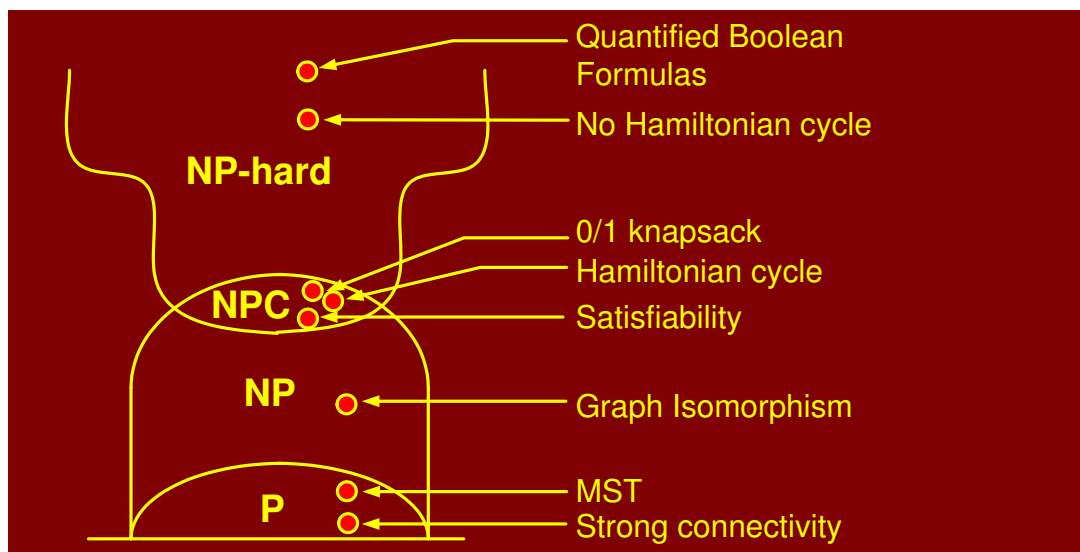 Quantified Boolean
Formulas
No Hamiltonian cycle
NP-hard
0/1 knapsack
Hamiltonian cycle
NPC
Satisfiability
NP
Graph Isomorphism
MST
P
Strong connectivity